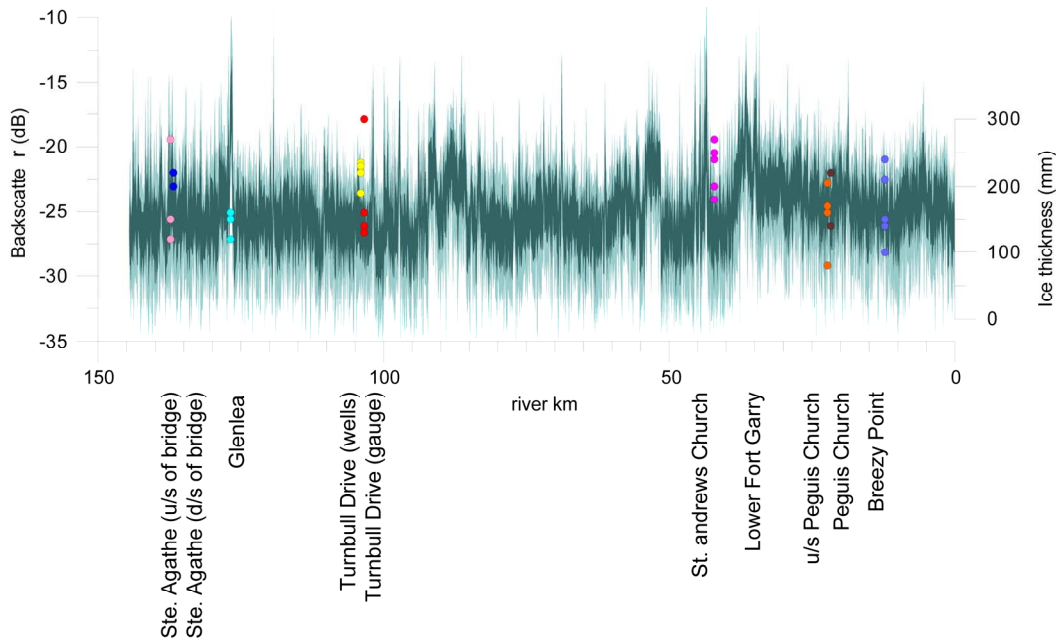 -10
-15
-20
-25
-30
-35
Backscatte r (dB)
300
200
100
0
Ice thickness (mm)
150
100
50
0
river km
Ste. Agathe (u/s of bridge)
Ste. Agathe (d/s of bridge)
Glenlea
Turnbull Drive (wells)
Turnbull Drive (gauge)
St. andrews Church
Lower Fort Garry
u/s Peguis Church
Peguis Church
Breezy Point